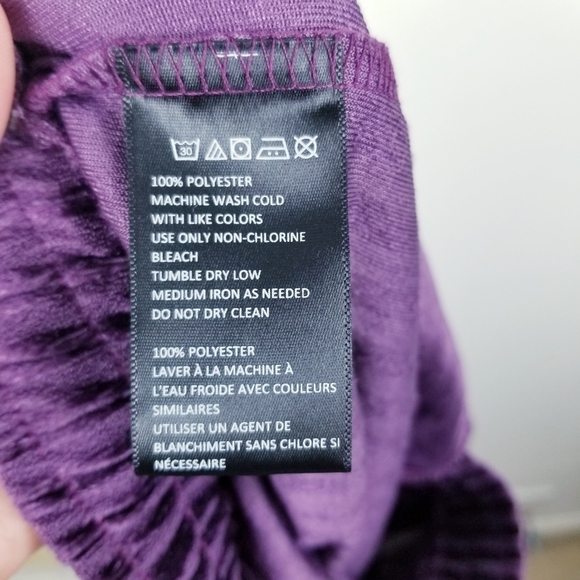 30
100% POLYESTER
MACHINE WASH COLD
WITH LIKE COLORS
USE ONLY NON-CHLORINE
BLEACH
TUMBLE DRY LOW
MEDIUM IRON AS NEEDED
DO NOT DRY CLEAN
100% POLYESTER
LAVER À LA MACHINE À
L'EAU FROIDE AVEC COULEURS
SIMILAIRES
UTILISER UN AGENT DE
BLANCHIMENT SANS CHLORE SI
NÉCESSAIRE